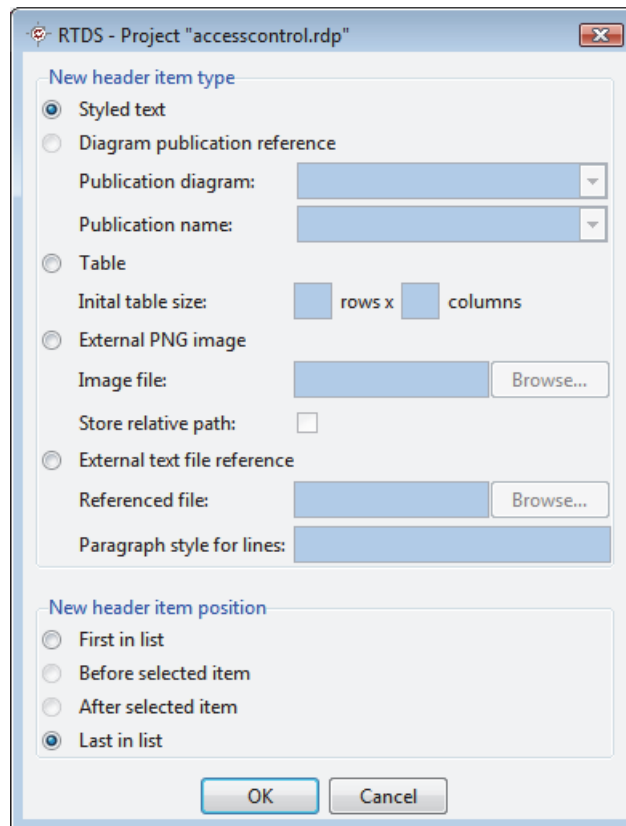 RTDS - Project "accesscontrol.rdp"
New header item type
Styled text
Diagram publication reference
Publication diagram:
Publication name:
Table
Inital table size: rows x columns
External PNG image
Image file: Browse...
Store relative path:
External text file reference
Referenced file: Browse...
Paragraph style for lines:
New header item position
First in list
Before selected item
After selected item
Last in list
OK Cancel